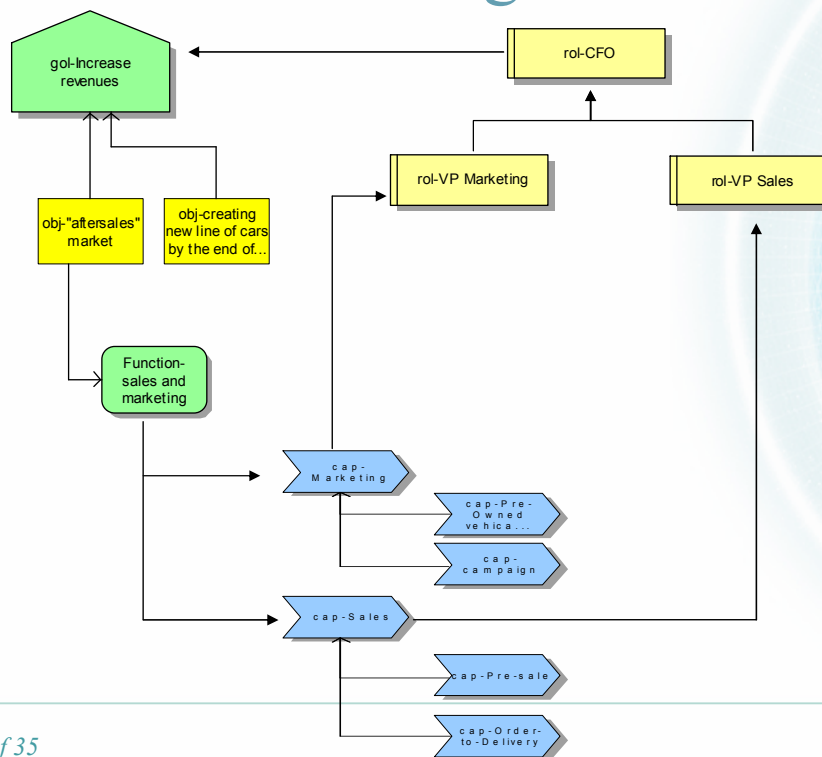 gol-Increase
revenues
rol-CFO
rol-VP Marketing
rol-VP Sales
obj-"aftersales"
market
obj-creating
new line of cars
by the end of...
Function-
sales and
marketing
cap-
Marketing
cap-Pre-
Owned
vehica...
cap-
campaign
cap-Sales
cap-Pre-sale
cap-Order-
to-Delivery
f 35